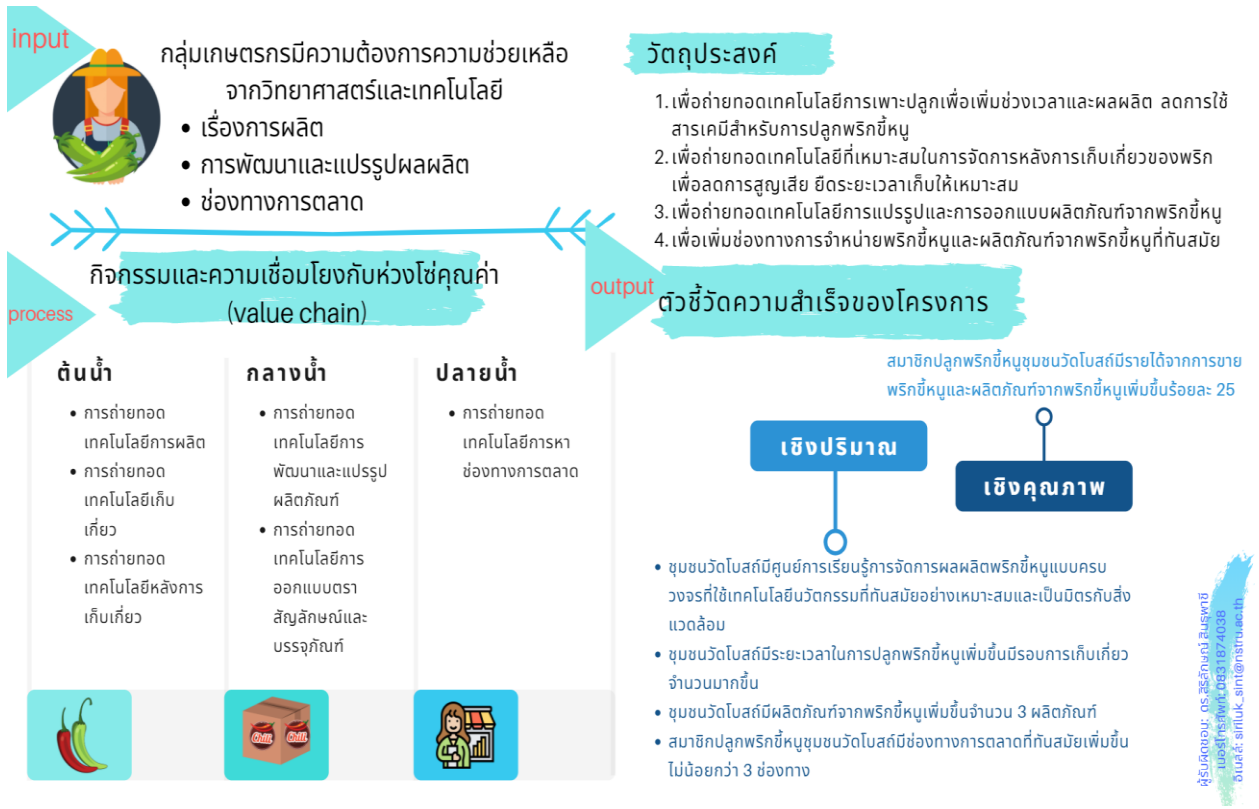 input
กลุ่มเกษตรกรมีความต้องการความช่วยเหลือ
จากวิทยาศาสตร์และเทคโนโลยี
• เรื่องการผลิต
• การพัฒนาและแปรรูปผลผลิต
• ช่องทางการตลาด
วัตถุประสงค์
1. เพื่อถ่ายทอดเทคโนโลยีการเพาะปลูกเพื่อเพิ่มช่วงเวลาและผลผลิต ลดการใช้
สารเคมีสำหรับการปลูกพริกขี้หนู
2. เพื่อถ่ายทอดเทคโนโลยีที่เหมาะสมในการจัดการหลังการเก็บเกี่ยวของพริก
เพื่อลดการสูญเสีย ยืดระยะเวลาเก็บให้เหมาะสม
3. เพื่อถ่ายทอดเทคโนโลยีการแปรรูปและการออกแบบผลิตภัณฑ์จากพริกขี้หนู
4. เพื่อเพิ่มช่องทางการจำหน่ายพริกขี้หนูและผลิตภัณฑ์จากพริกขี้หนูที่ทันสมัย
process
กิจกรรมและความเชื่อมโยงกับห่วงโซ่คุณค่า
(value chain)
ต้นน้ำ
• การถ่ายทอด
เทคโนโลยีการผลิต
• การถ่ายทอด
เทคโนโลยีเก็บ
เกี่ยว
• การถ่ายทอด
เทคโนโลยีหลังการ
เก็บเกี่ยว
กลางน้ำ
• การถ่ายทอด
เทคโนโลยีการ
พัฒนาและแปรรูป
ผลิตภัณฑ์
• การถ่ายทอด
เทคโนโลยีการ
ออกแบบตรา
สัญลักษณ์และ
บรรจุภัณฑ์
ปลายน้ำ
• การถ่ายทอด
เทคโนโลยีการหา
ช่องทางการตลาด
Chili Chili
output
ตัวชี้วัดความสำเร็จของโครงการ
สมาชิกปลูกพริกขี้หนูชุมชนวัดโบสถ์มีรายได้จากการขาย
พริกขี้หนูและผลิตภัณฑ์จากพริกขี้หนูเพิ่มขึ้นร้อยละ 25
เชิงปริมาณ
เชิงคุณภาพ
• ชุมชนวัดโบสถ์มีศูนย์การเรียนรู้การจัดการผลผลิตพริกขี้หนูแบบครบ
วงจรที่ใช้เทคโนโลยีนวัตกรรมที่ทันสมัยอย่างเหมาะสมและเป็นมิตรกับสิ่ง
แวดล้อม
• ชุมชนวัดโบสถ์มีระยะเวลาในการปลูกพริกขี้หนูเพิ่มขึ้นมีรอบการเก็บเกี่ยว
จำนวนมากขึ้น
• ชุมชนวัดโบสถ์มีผลิตภัณฑ์จากพริกขี้หนูเพิ่มขึ้นจำนวน 3 ผลิตภัณฑ์
• สมาชิกปลูกพริกขี้หนูชุมชนวัดโบสถ์มีช่องทางการตลาดที่ทันสมัยเพิ่มขึ้น
ไม่น้อยกว่า 3 ช่องทาง
ผู้รับผิดชอบ: ดร.สิริลักษณ์ สินธุพาชี
เบอร์โทรศัพท์: 0831874038
อีเมลล์: siriluk_sint@nstru.ac.th